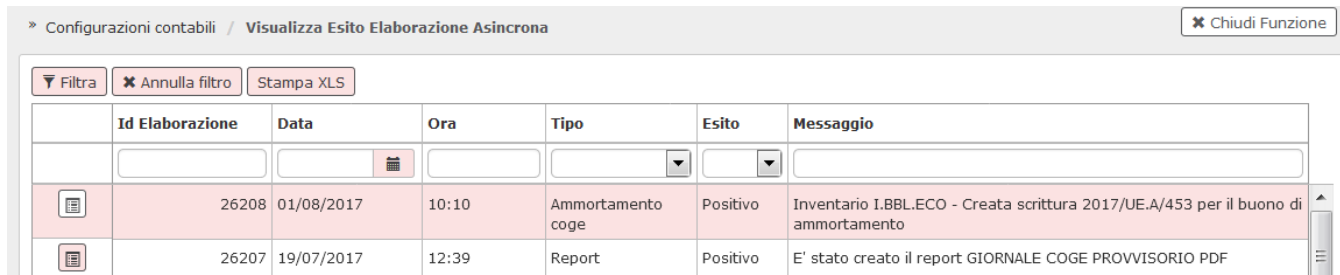 » Configurazioni contabili / Visualizza Esito Elaborazione Asincrona
✖ Chiudi Funzione
Filtra ✖ Annulla filtro Stampa XLS
Id Elaborazione Data Ora Tipo Esito Messaggio
26208 01/08/2017 10:10 Ammortamento Positivo Inventario I.BBL.ECO - Creata scrittura 2017/UE.A/453 per il buono di
coge ammortamento
26207 19/07/2017 12:39 Report Positivo E' stato creato il report GIORNALE COGE PROVVISORIO PDF